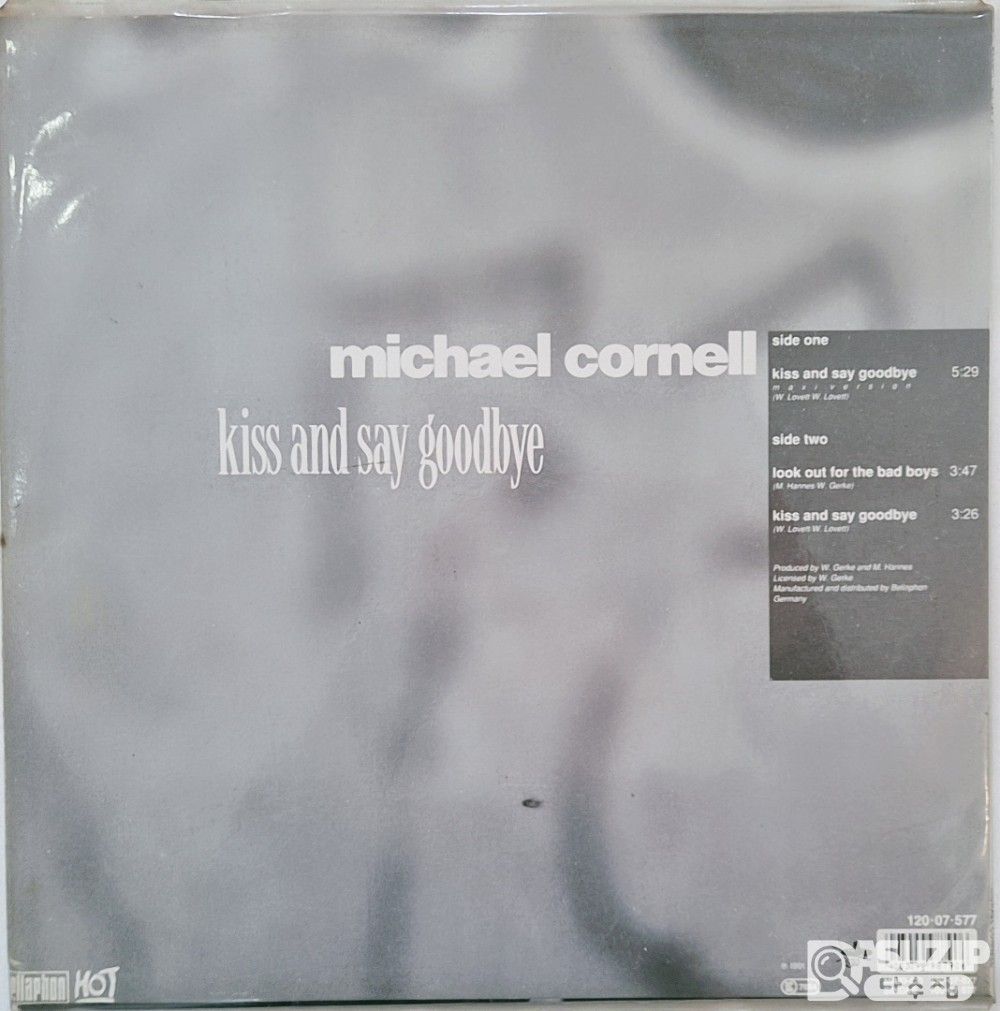 michael cornell
kiss and say goodbye
side one
kiss and say goodbye 5:29
maxi version
(W. Lovett W. Lovett)
side two
look out for the bad boys 3:47
(M. Hannes W. Gerke)
kiss and say goodbye 3:26
(W. Lovett W. Lovett)
Produced by W. Gerke and M. Hannes
Licensed by W. Gerke
Manufactured and distributed by Bellaphon
Germany
120·07·577
ellaphon HOT
DASUZIP
다수집